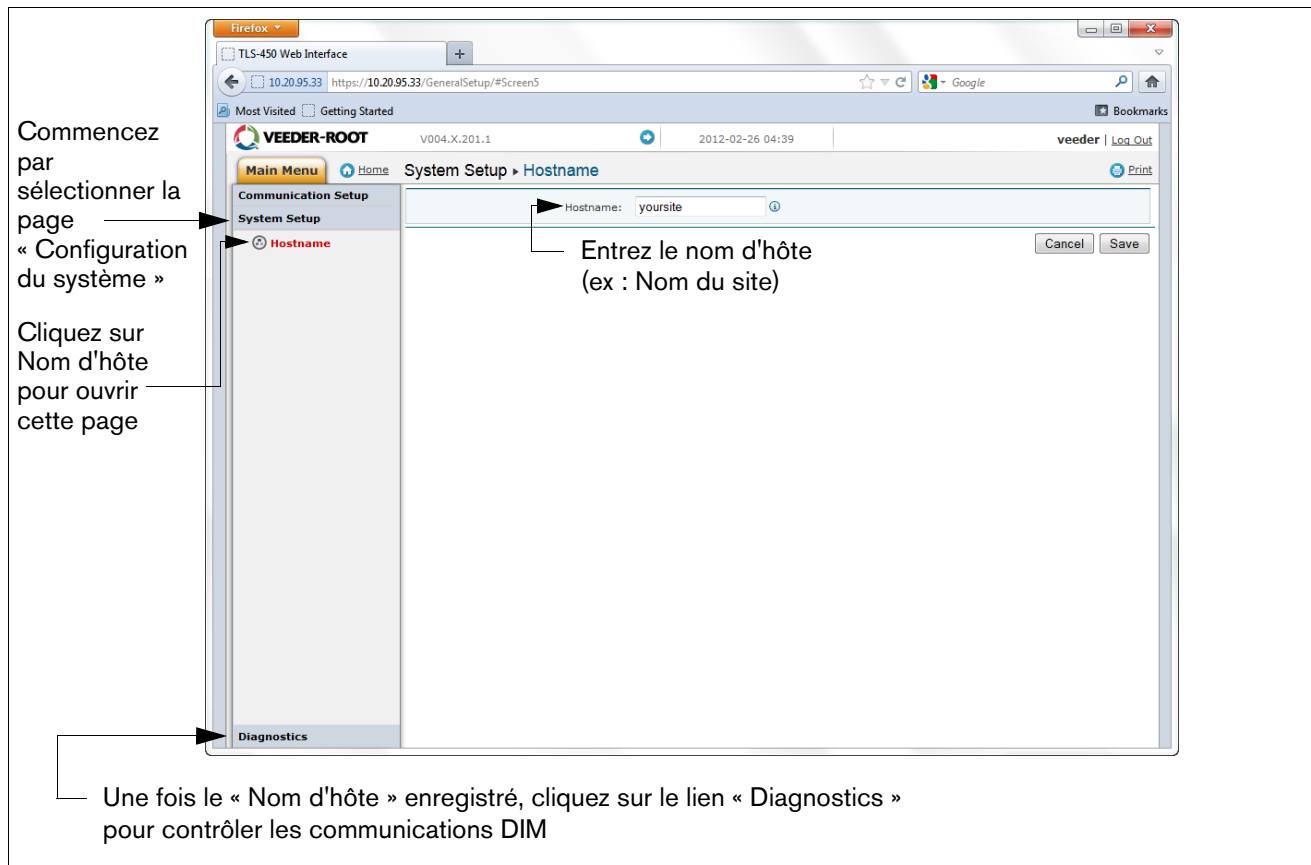 Firefox
TLS-450 Web Interface
+
10.20.95.33 https://10.20.95.33/GeneralSetup/#Screen5
Google
Most Visited Getting Started
Bookmarks
VEEDER-ROOT V004.X.201.1 2012-02-26 04:39 veeder | Log Out
Main Menu Home System Setup ▸ Hostname Print
Communication Setup
System Setup
Hostname
Hostname: yoursite
Cancel Save
Diagnostics
Commencez
par
sélectionner la
page
« Configuration
du système »
Cliquez sur
Nom d'hôte
pour ouvrir
cette page
Entrez le nom d'hôte
(ex : Nom du site)
Une fois le « Nom d'hôte » enregistré, cliquez sur le lien « Diagnostics »
pour contrôler les communications DIM